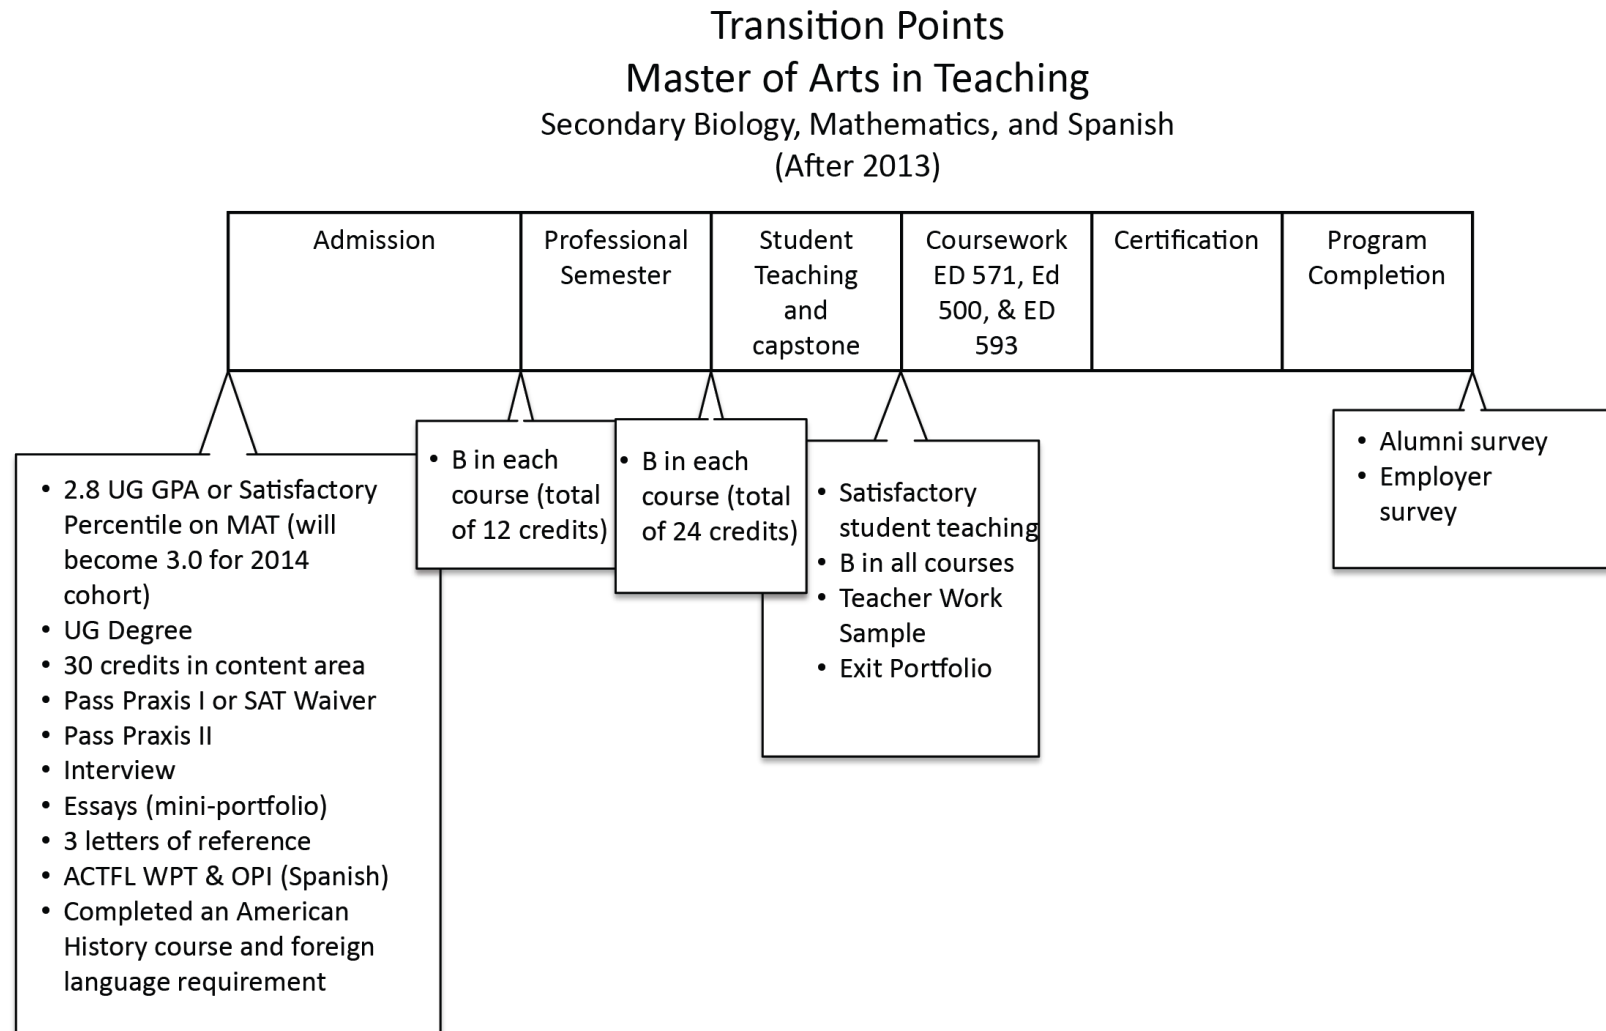 Transition Points
Master of Arts in Teaching
Secondary Biology, Mathematics, and Spanish
(After 2013)
Admission
Professional
Semester
Student
Teaching
and
capstone
Coursework
ED 571, Ed
500, & ED
593
Certification
Program
Completion
• 2.8 UG GPA or Satisfactory
Percentile on MAT (will
become 3.0 for 2014
cohort)
• UG Degree
• 30 credits in content area
• Pass Praxis I or SAT Waiver
• Pass Praxis II
• Interview
• Essays (mini-portfolio)
• 3 letters of reference
• ACTFL WPT & OPI (Spanish)
• Completed an American
History course and foreign
language requirement
• B in each
course (total
of 12 credits)
• B in each
course (total
of 24 credits)
• Satisfactory
student teaching
• B in all courses
• Teacher Work
Sample
• Exit Portfolio
• Alumni survey
• Employer
survey